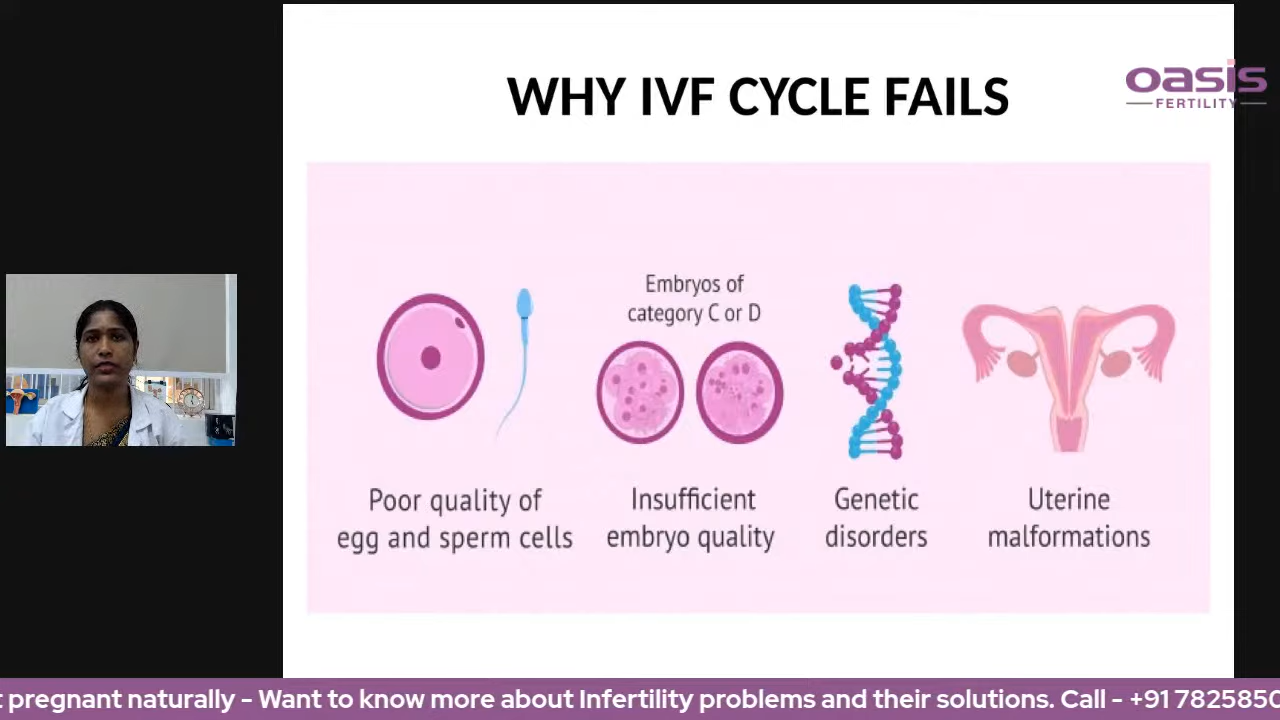 WHY IVF CYCLE FAILS
oasis
FERTILITY
Embryos of
category C or D
Poor quality of
egg and sperm cells
Insufficient
embryo quality
Genetic
disorders
Uterine
malformations
pregnant naturally - Want to know more about Infertility problems and their solutions. Call - +91 782585